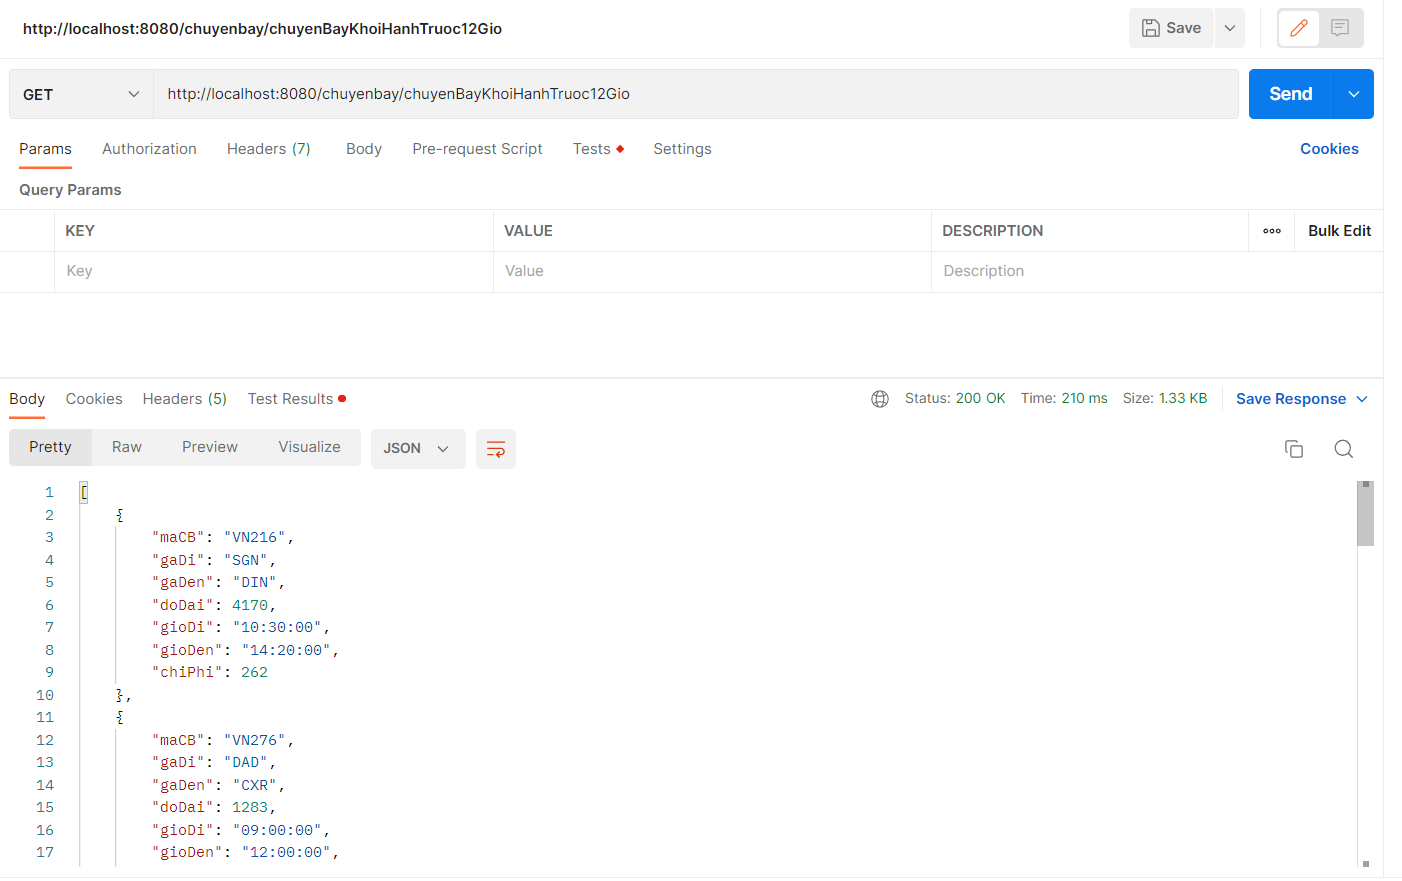 http://localhost:8080/chuyenbay/chuyenBayKhoiHanhTruoc12Gio
Save
GET
http://localhost:8080/chuyenbay/chuyenBayKhoiHanhTruoc12Gio
Send
Params Authorization Headers (7) Body Pre-request Script Tests Settings Cookies
Query Params
KEY VALUE DESCRIPTION Bulk Edit
Key Value Description
Body Cookies Headers (5) Test Results Status: 200 OK Time: 210 ms Size: 1.33 KB Save Response
Pretty Raw Preview Visualize JSON
1 [
2 {
3 "maCB": "VN216",
4 "gaDi": "SGN",
5 "gaDen": "DIN",
6 "doDai": 4170,
7 "gioDi": "10:30:00",
8 "gioDen": "14:20:00",
9 "chiPhi": 262
10 },
11 {
12 "maCB": "VN276",
13 "gaDi": "DAD",
14 "gaDen": "CXR",
15 "doDai": 1283,
16 "gioDi": "09:00:00",
17 "gioDen": "12:00:00",